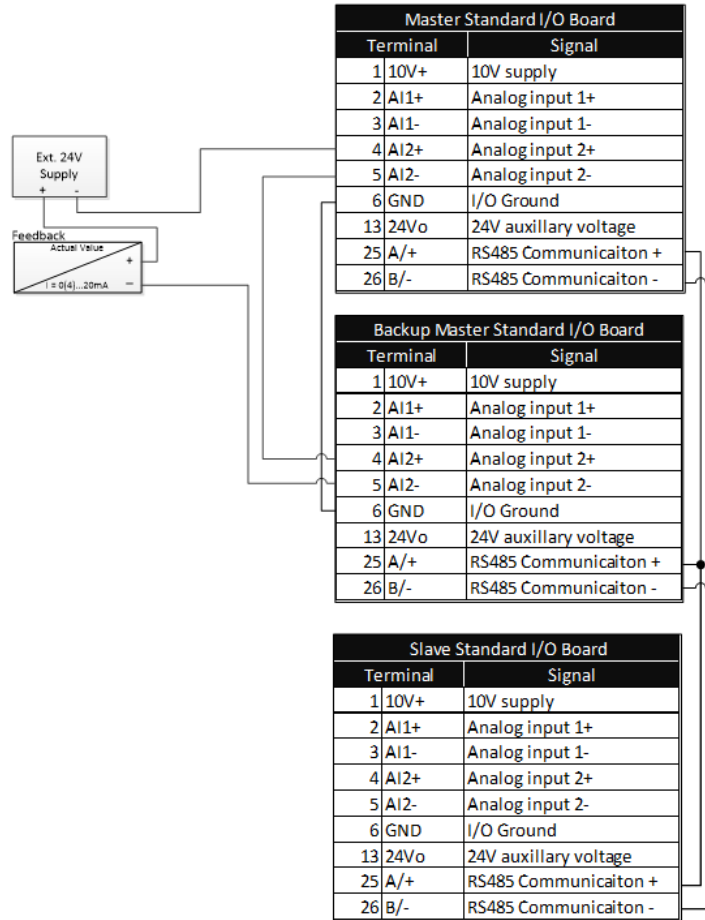 Master Standard I/O Board
Terminal Signal
1 10V+ 10V supply
2 AI1+ Analog input 1+
3 AI1- Analog input 1-
4 AI2+ Analog input 2+
5 AI2- Analog input 2-
6 GND I/O Ground
13 24Vo 24V auxillary voltage
25 A/+ RS485 Communicaiton +
26 B/- RS485 Communicaiton -
Ext. 24V
Supply
+ -
Feedback
Actual Value
+
I = 0(4)...20mA -
Backup Master Standard I/O Board
Terminal Signal
1 10V+ 10V supply
2 AI1+ Analog input 1+
3 AI1- Analog input 1-
4 AI2+ Analog input 2+
5 AI2- Analog input 2-
6 GND I/O Ground
13 24Vo 24V auxillary voltage
25 A/+ RS485 Communicaiton +
26 B/- RS485 Communicaiton -
Slave Standard I/O Board
Terminal Signal
1 10V+ 10V supply
2 AI1+ Analog input 1+
3 AI1- Analog input 1-
4 AI2+ Analog input 2+
5 AI2- Analog input 2-
6 GND I/O Ground
13 24Vo 24V auxillary voltage
25 A/+ RS485 Communicaiton +
26 B/- RS485 Communicaiton -